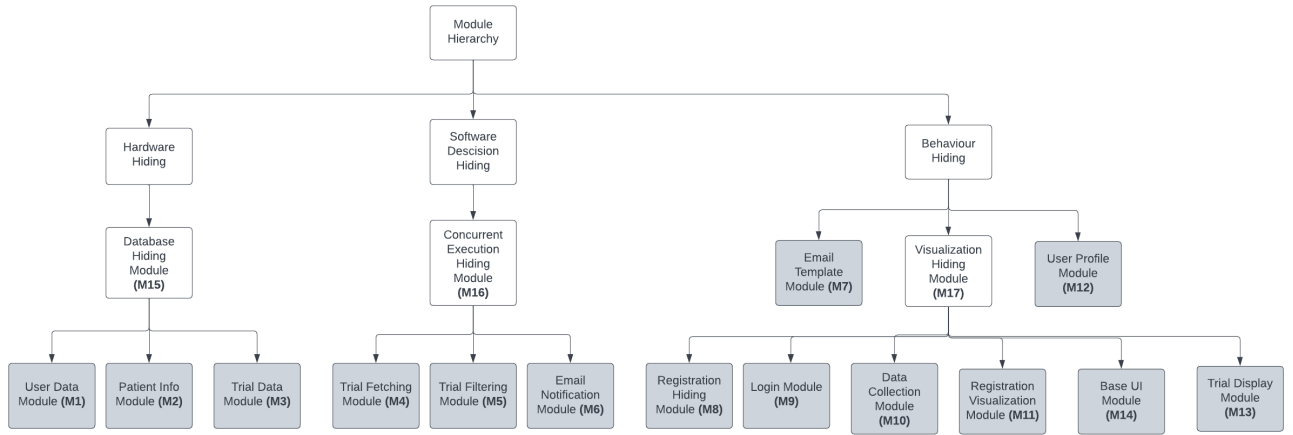 Module
Hierarchy
Hardware
Hiding
Software
Descision
Hiding
Behaviour
Hiding
Database
Hiding
Module
(M15)
Concurrent
Execution
Hiding
Module
(M16)
Email
Template
Module (M7)
Visualization
Hiding
Module
(M17)
User Profile
Module
(M12)
User Data
Module (M1)
Patient Info
Module (M2)
Trial Data
Module (M3)
Trial Fetching
Module (M4)
Trial Filtering
Module (M5)
Email
Notification
Module (M6)
Registration
Hiding
Module (M8)
Login Module
(M9)
Data
Collection
Module
(M10)
Registration
Visualization
Module (M11)
Base UI
Module
(M14)
Trial Display
Module
(M13)